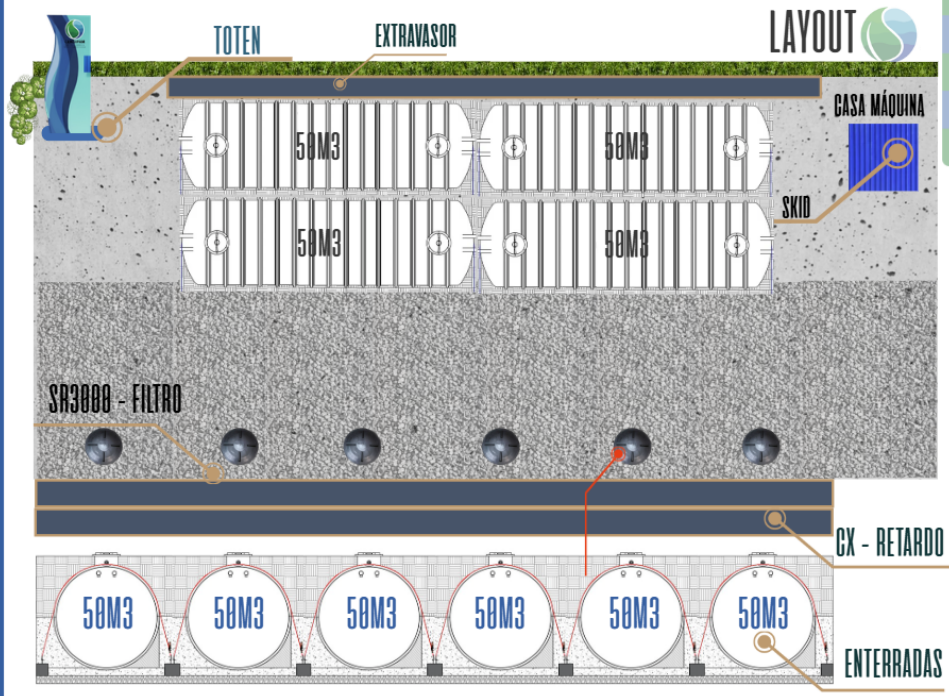 LAYOUT
TOTEN
EXTRAVASOR
CASA MÁQUINA
50M3
50M3
SKID
50M3
50M3
SR3000 - FILTRO
CX - RETARDO
50M3
50M3
50M3
50M3
50M3
50M3
ENTERRADAS